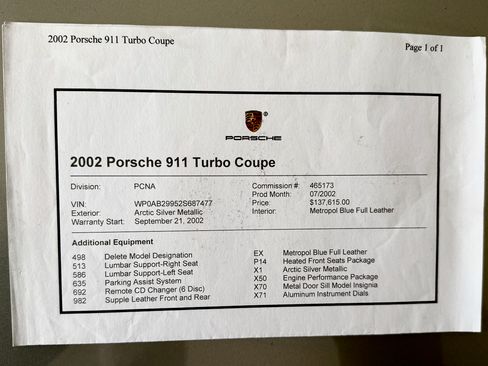 2002 Porsche 911 Turbo Coupe
Page 1 of 1
PORSCHE
2002 Porsche 911 Turbo Coupe
Division: PCNA Commission #: 465173
Prod Month: 07/2002
VIN: WP0AB29952S687477 Price: $137,615.00
Exterior: Arctic Silver Metallic Interior: Metropol Blue Full Leather
Warranty Start: September 21, 2002
Additional Equipment
498 Delete Model Designation EX Metropol Blue Full Leather
513 Lumbar Support-Right Seat P14 Heated Front Seats Package
586 Lumbar Support-Left Seat X1 Arctic Silver Metallic
635 Parking Assist System X50 Engine Performance Package
692 Remote CD Changer (6 Disc) X70 Metal Door Sill Model Insignia
982 Supple Leather Front and Rear X71 Aluminum Instrument Dials